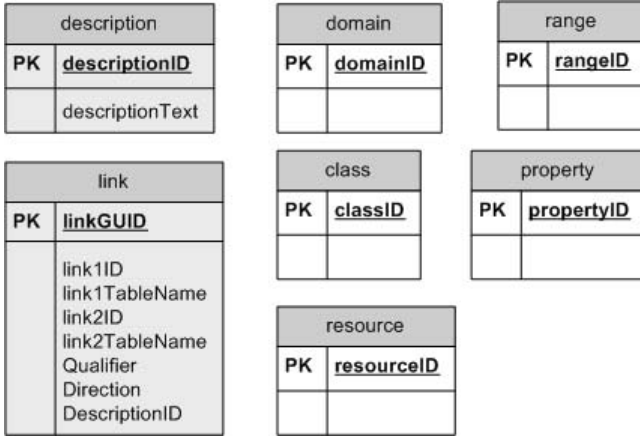 description
PK descriptionID
descriptionText
domain
PK domainID
range
PK rangeID
link
PK linkGUID
link1ID
link1TableName
link2ID
link2TableName
Qualifier
Direction
DescriptionID
class
PK classID
property
PK propertyID
resource
PK resourceID